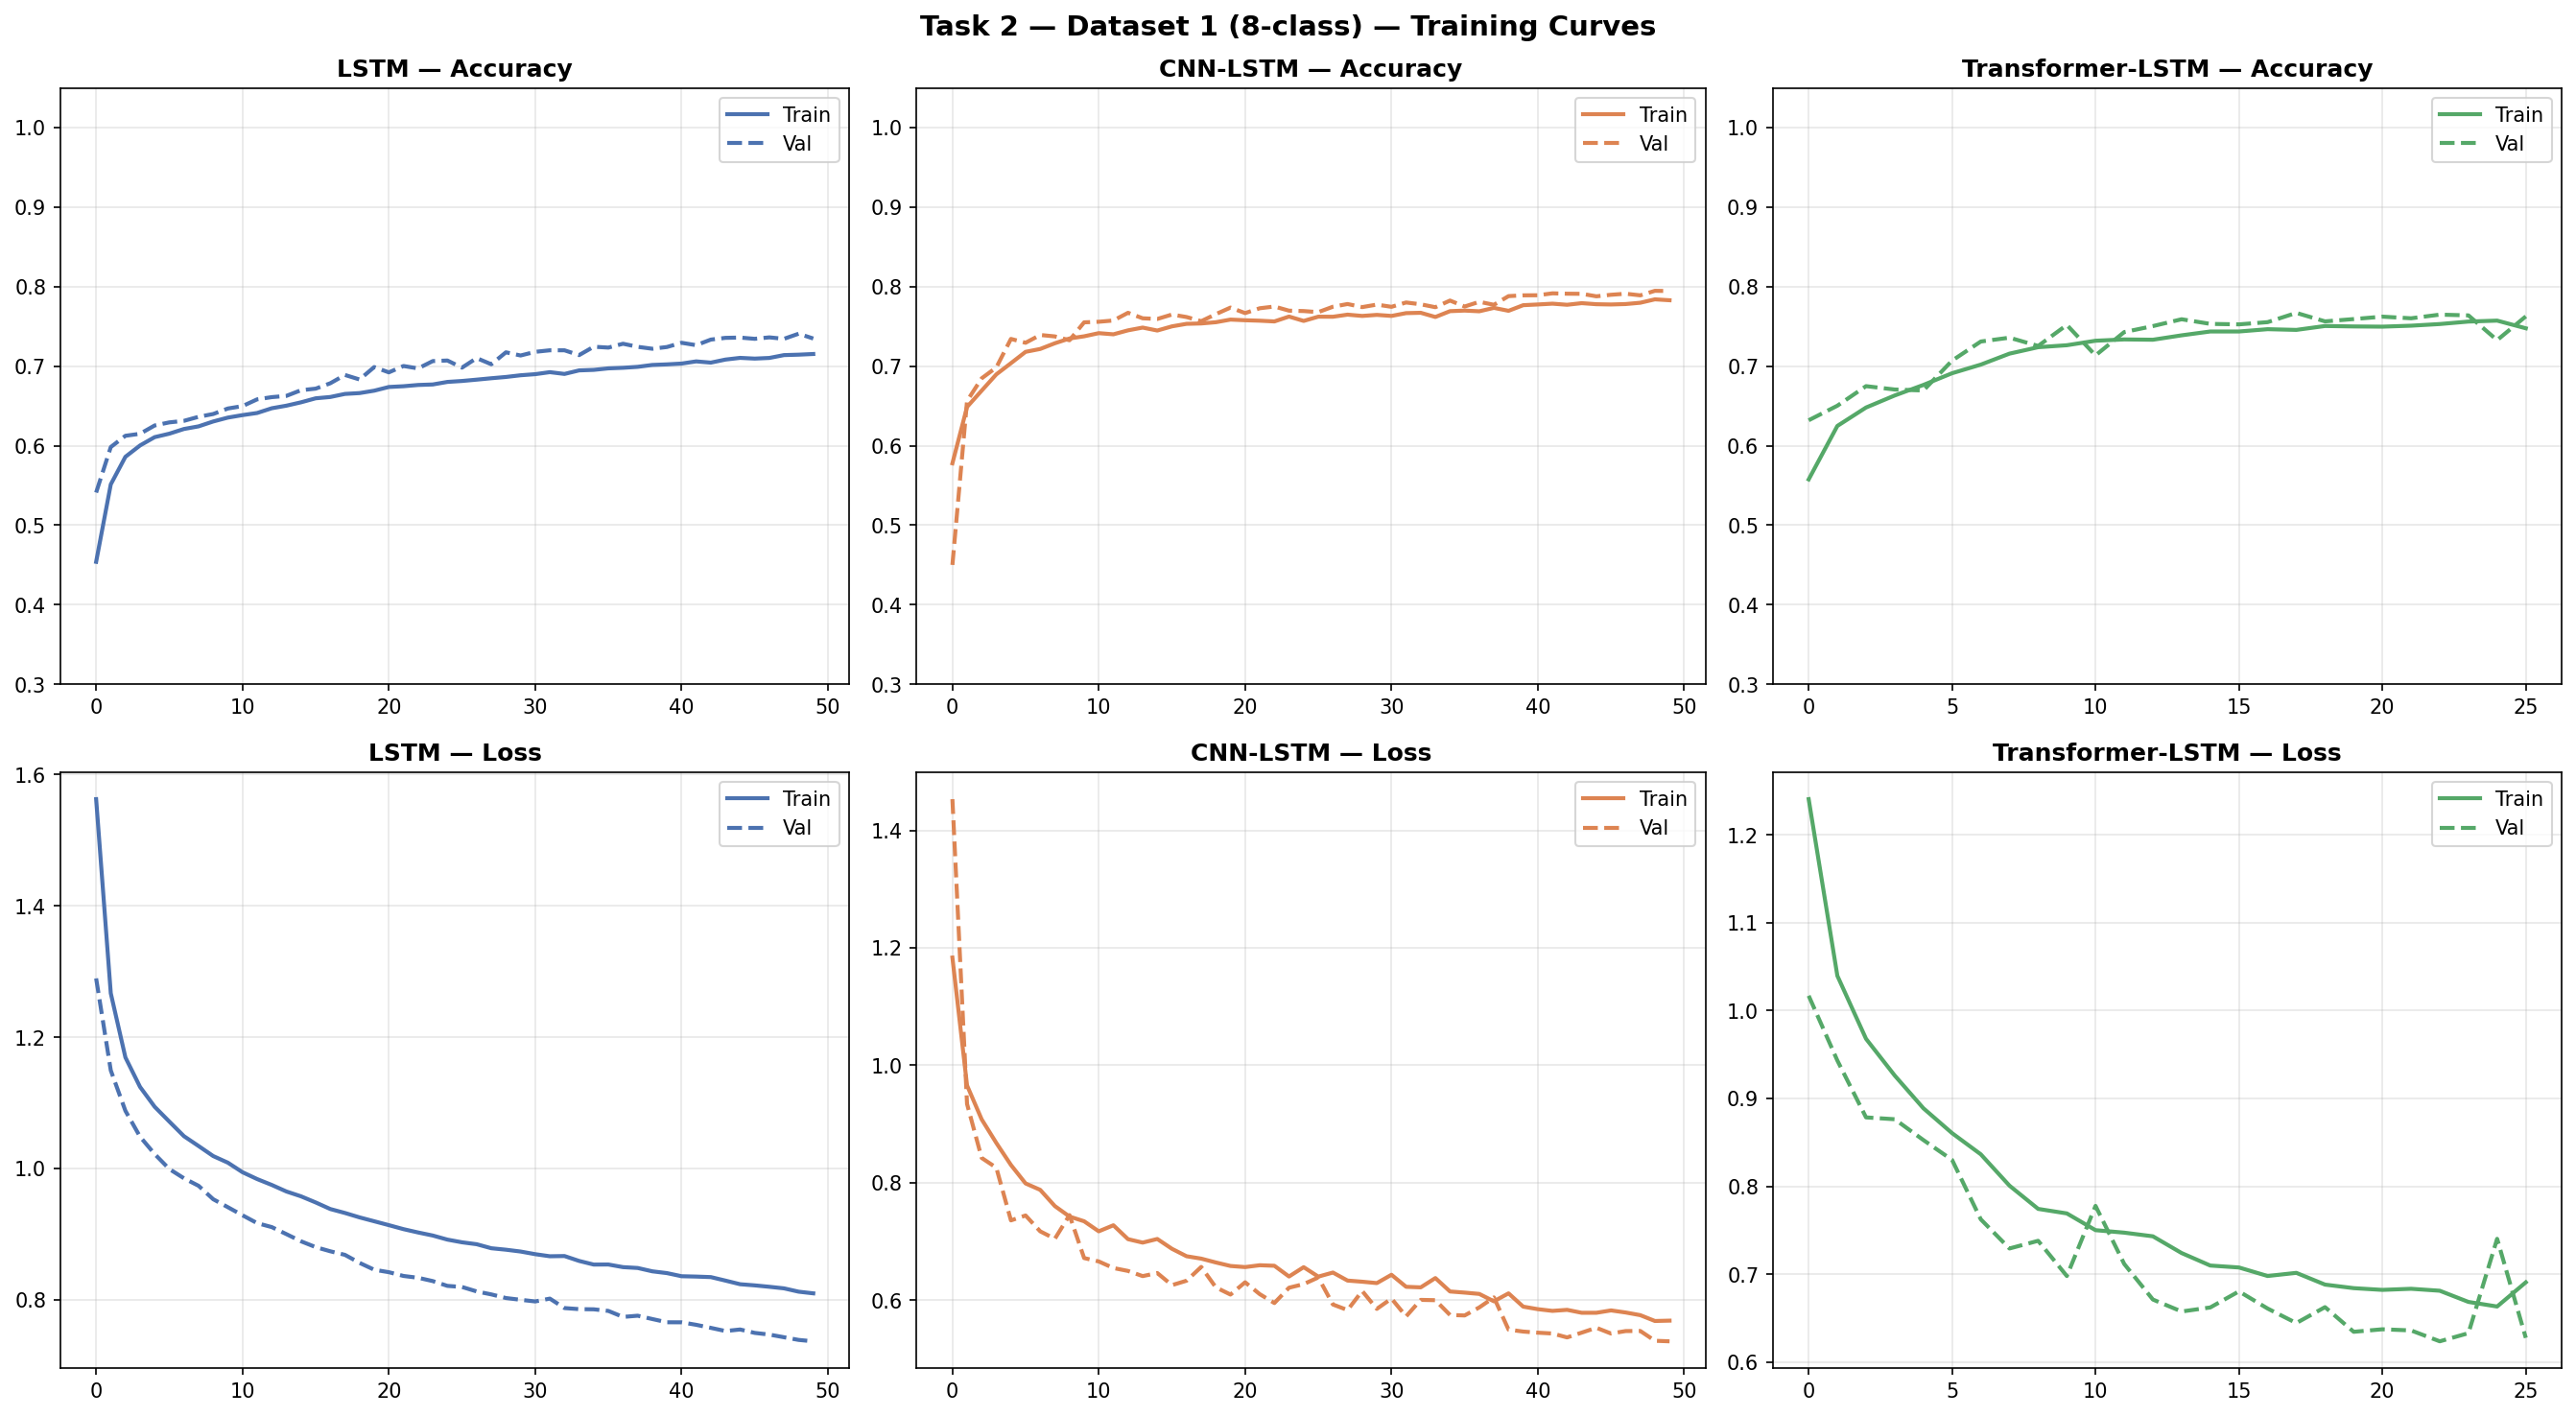 Task 2 — Dataset 1 (8-class) — Training Curves
LSTM — Accuracy
Train
Val
1.0
0.9
0.8
0.7
0.6
0.5
0.4
0.3
0 10 20 30 40 50
CNN-LSTM — Accuracy
Train
Val
1.0
0.9
0.8
0.7
0.6
0.5
0.4
0.3
0 10 20 30 40 50
Transformer-LSTM — Accuracy
Train
Val
1.0
0.9
0.8
0.7
0.6
0.5
0.4
0.3
0 5 10 15 20 25
LSTM — Loss
Train
Val
1.6
1.4
1.2
1.0
0.8
0 10 20 30 40 50
CNN-LSTM — Loss
Train
Val
1.4
1.2
1.0
0.8
0.6
0 10 20 30 40 50
Transformer-LSTM — Loss
Train
Val
1.2
1.1
1.0
0.9
0.8
0.7
0.6
0 5 10 15 20 25